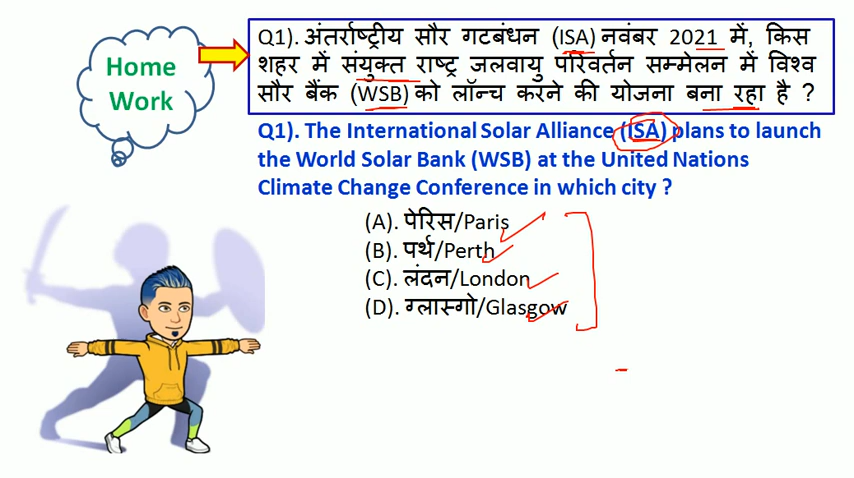 Home
Work
Q1). अंतर्राष्ट्रीय सौर गटबंधन (ISA) नवंबर 2021 में, किस
शहर में संयुक्त राष्ट्र जलवायु परिवर्तन सम्मेलन में विश्व
सौर बैंक (WSB) को लॉन्च करने की योजना बना रहा है ?
Q1). The International Solar Alliance (ISA) plans to launch
the World Solar Bank (WSB) at the United Nations
Climate Change Conference in which city ?
(A). पेरिस/Paris
(B). पर्थ/Perth
(C). लंदन/London
(D). ग्लास्गो/Glasgow